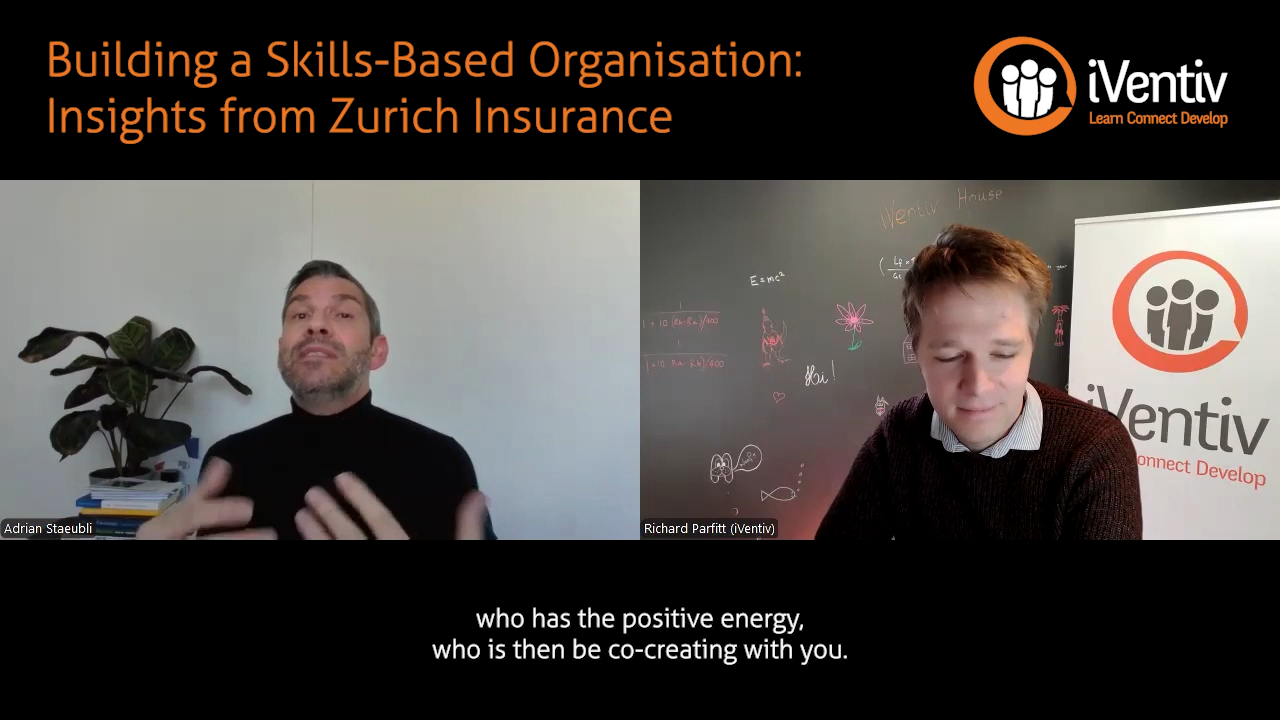 Building a Skills-Based Organisation:
Insights from Zurich Insurance
iVentiv
Learn Connect Develop
iVentiv House
E=mc²
Hi!
iVentiv
onnect Develop
Adrian Staeubli
Richard Parfitt (iVentiv)
who has the positive energy,
who is then be co-creating with you.